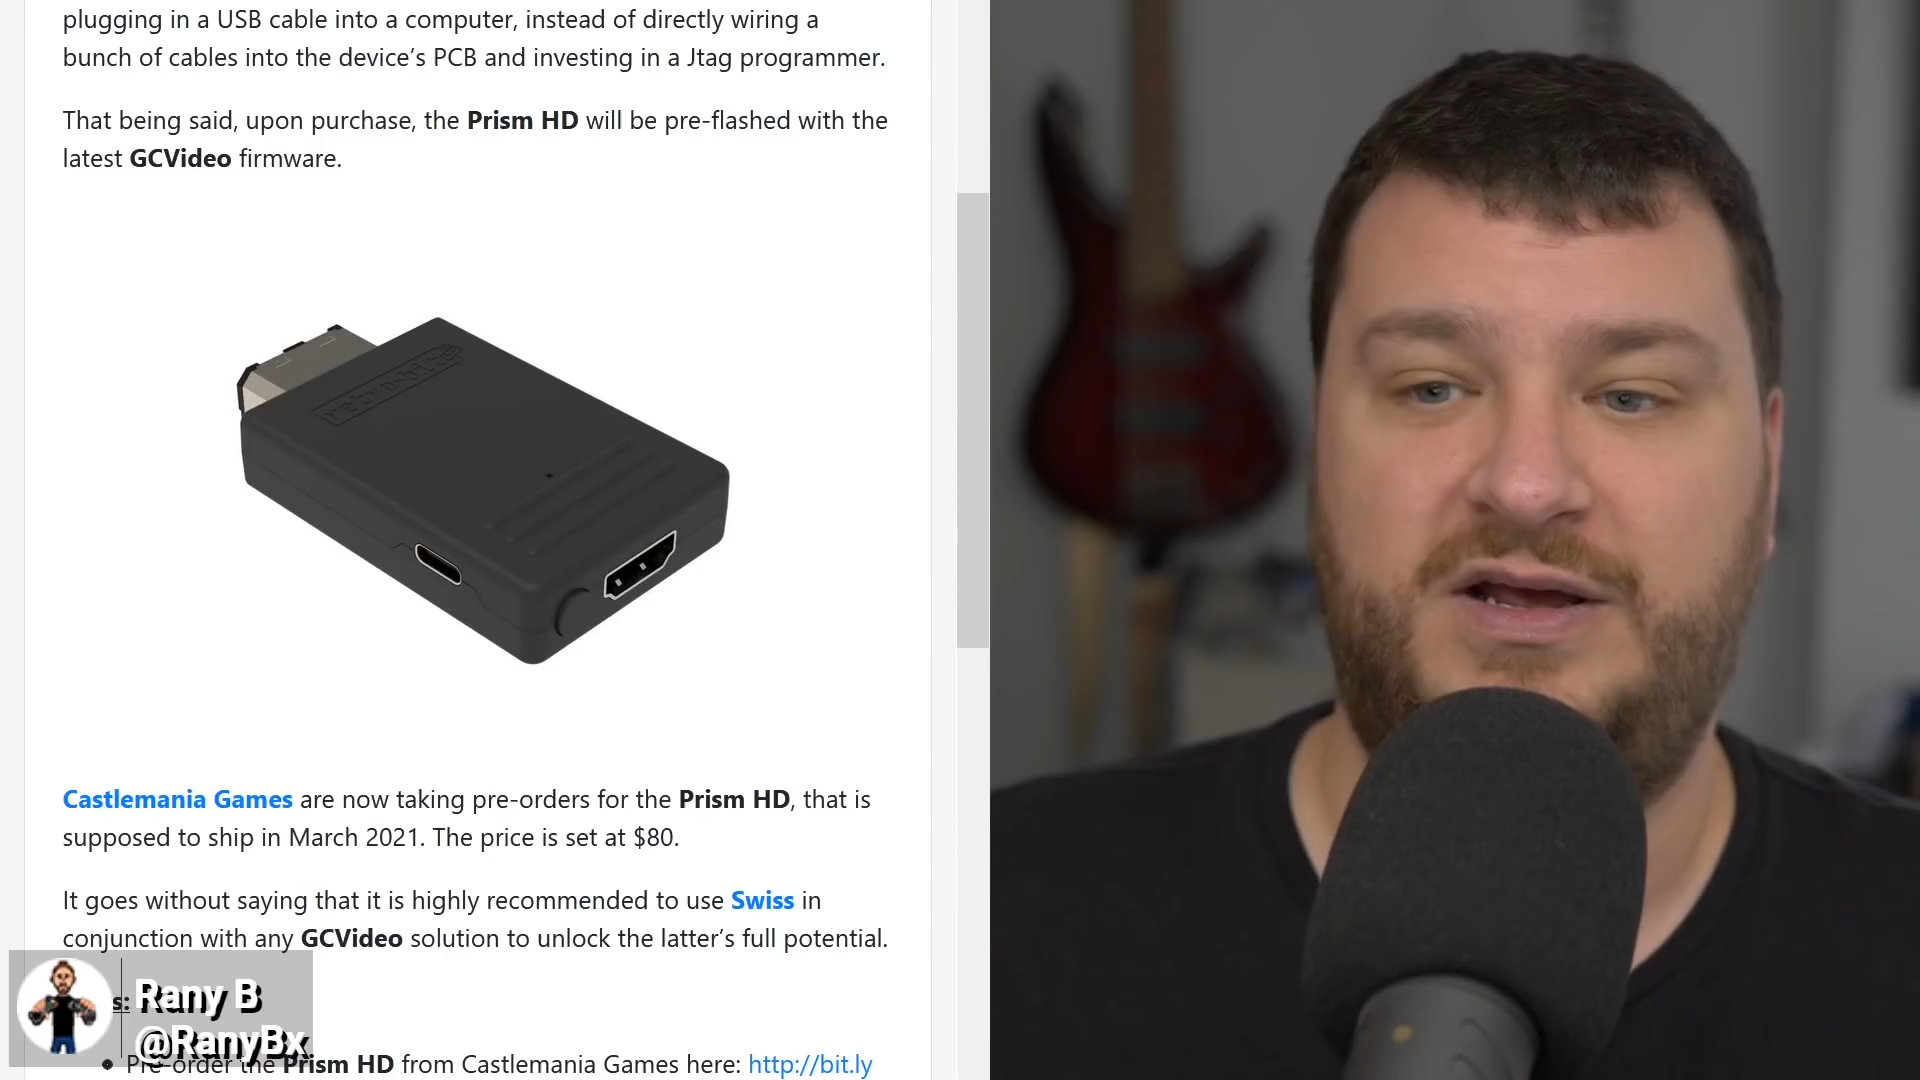 plugging in a USB cable into a computer, instead of directly wiring a
bunch of cables into the device’s PCB and investing in a Jtag programmer.
That being said, upon purchase, the Prism HD will be pre-flashed with the
latest GCVideo firmware.
retro-bit
Castlemania Games are now taking pre-orders for the Prism HD, that is
supposed to ship in March 2021. The price is set at $80.
It goes without saying that it is highly recommended to use Swiss in
conjunction with any GCVideo solution to unlock the latter’s full potential.
Rany B
@RanyBx
Pre-order the Prism HD from Castlemania Games here: http://bit.ly